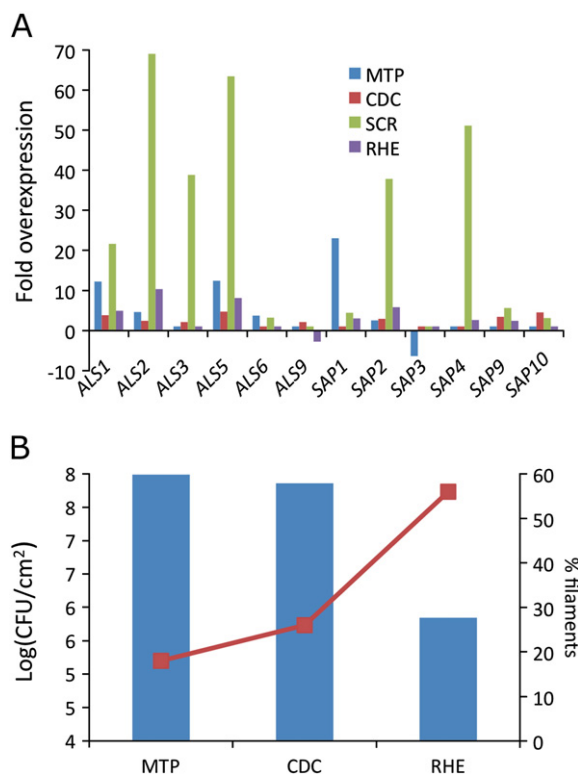 A
70
60
50
40
30
20
10
0
-10
Fold overexpression
MTP
CDC
SCR
RHE
ALS1
ALS2
ALS3
ALS5
ALS6
ALS9
SAP1
SAP2
SAP3
SAP4
SAP9
SAP10
B
8
8
7
7
6
6
5
5
4
Log(CFU/cm²)
60
50
40
30
20
10
0
% filaments
MTP
CDC
RHE